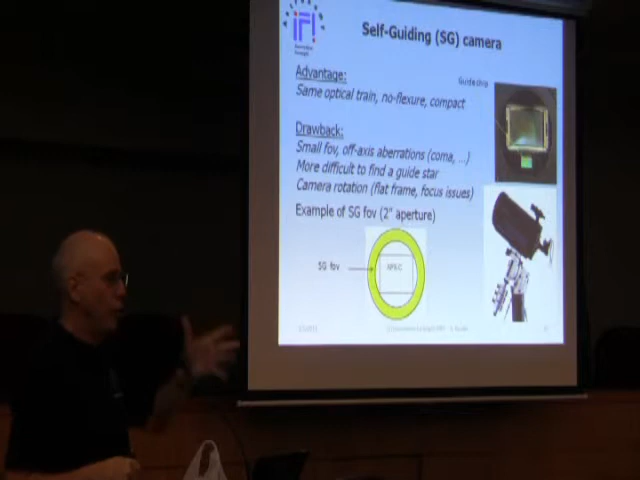 iF!
Self-Guiding (SG) camera
Advantage:
Guide chip
Same optical train, no-flexure, compact
Drawback:
Small fov, off-axis aberrations (coma, ...)
More difficult to find a guide star
Camera rotation (flat frame, focus issues)
Example of SG fov (2" aperture)
SG fov
APS-C